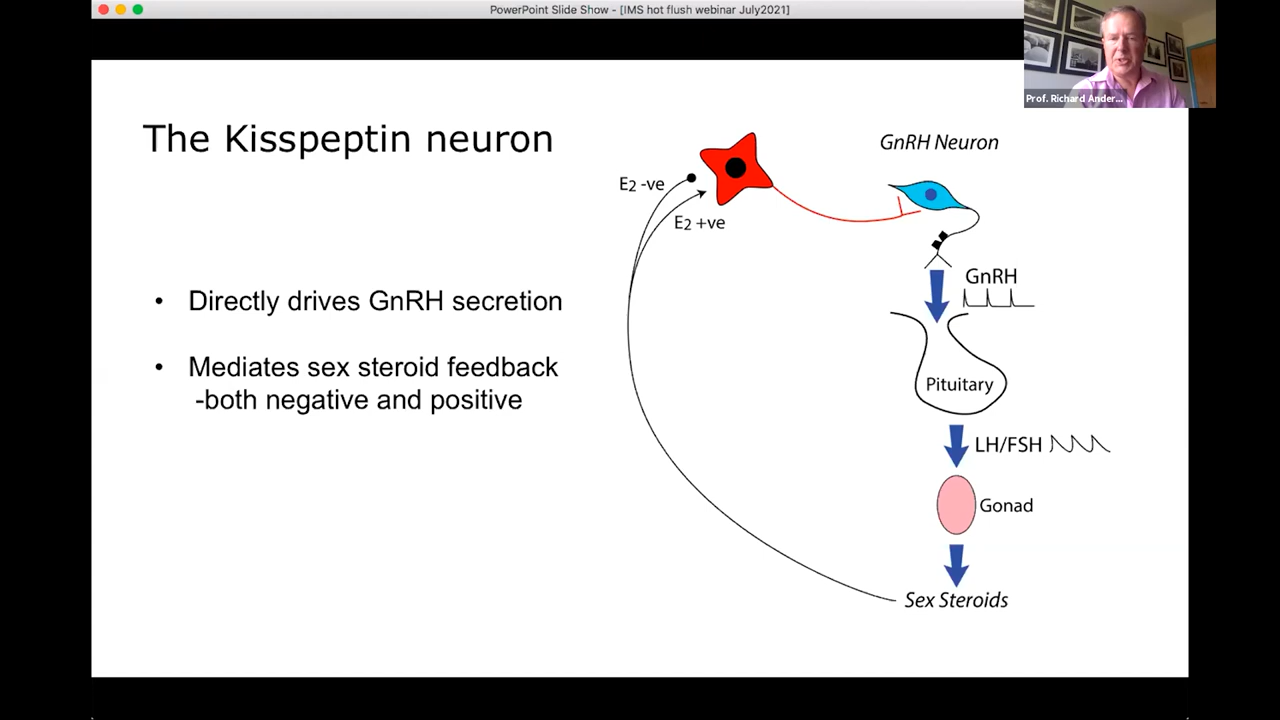 PowerPoint Slide Show - [IMS hot flush webinar July2021]
Prof. Richard Ander...
The Kisspeptin neuron
• Directly drives GnRH secretion
• Mediates sex steroid feedback
-both negative and positive
E2 -ve
E2 +ve
GnRH Neuron
GnRH
Pituitary
LH/FSH
Gonad
Sex Steroids